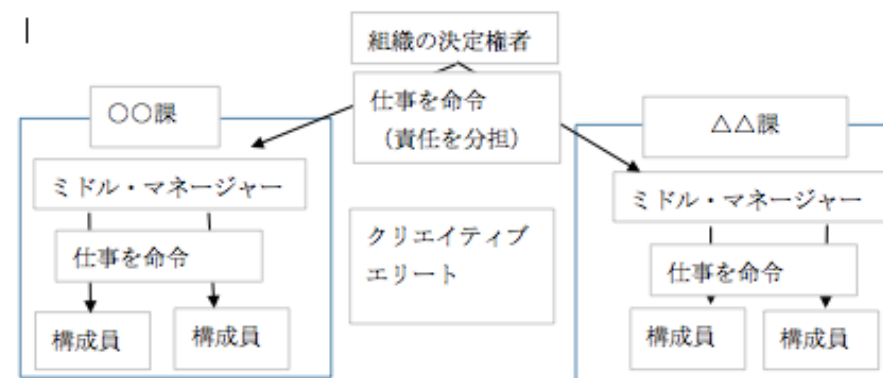 組織の決定権者
仕事を命令
（責任を分担）
〇〇課
ミドル・マネージャー
仕事を命令
構成員
構成員
クリエイティブ
エリート
△△課
ミドル・マネージャー
仕事を命令
構成員
構成員